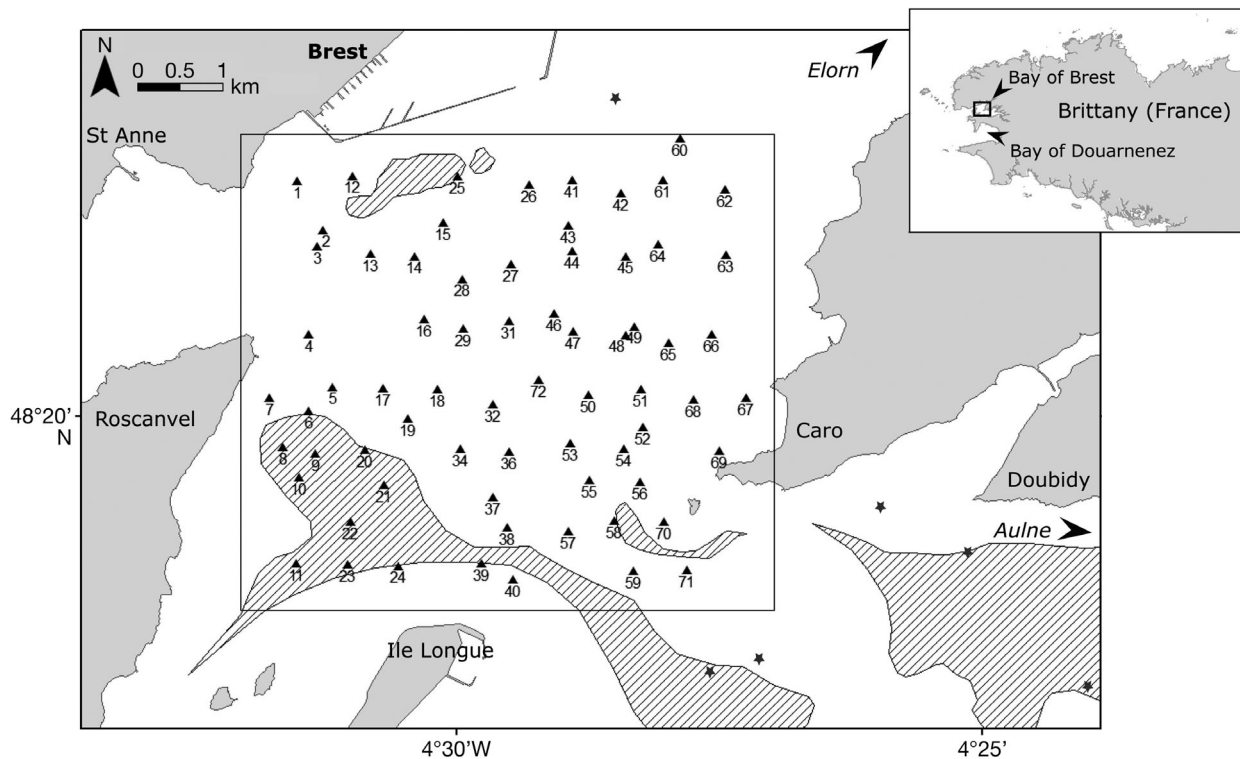 N
0 0.5 1
km
Brest
Elorn
Bay of Brest
Brittany (France)
Bay of Douarnenez
St Anne
60
1 12 25 26 41 42 61 62
2 3 13 14 15 43 44 45 64 63
28 27
4 16 29 31 46 47 48 49 65 66
7 6 5 17 18 19 32 72 50 51 68 67
48°20'
N
Roscanvel
Caro
52
8 9 20 34 36 53 54 69
10 21 37 55 56
Doubidy
Aulne
22 38 57 58 70
11 23 24 39 40 59 71
Ile Longue
4°30'W 4°25'